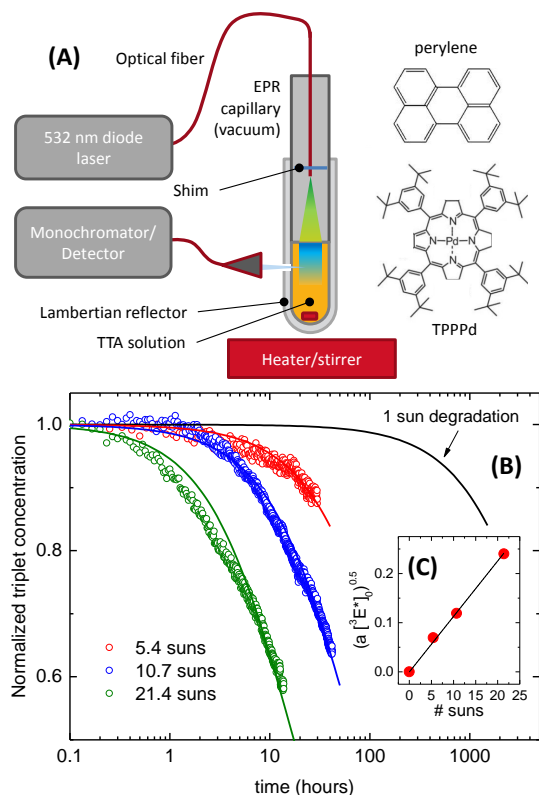 (A)
Optical fiber
EPR
capillary
(vacuum)
532 nm diode
laser
Shim
Monochromator/
Detector
Lambertian reflector
TTA solution
Heater/stirrer
perylene
N
N
Pd
N
N
TPPPd
Normalized triplet concentration
1.0
0.8
0.6
1 sun degradation
(B)
5.4 suns
10.7 suns
21.4 suns
(C)
(a [³E*]₀)⁰·⁵
0.2
0.1
0.0
0 5 10 15 20 25
# suns
0.1 1 10 100 1000
time (hours)